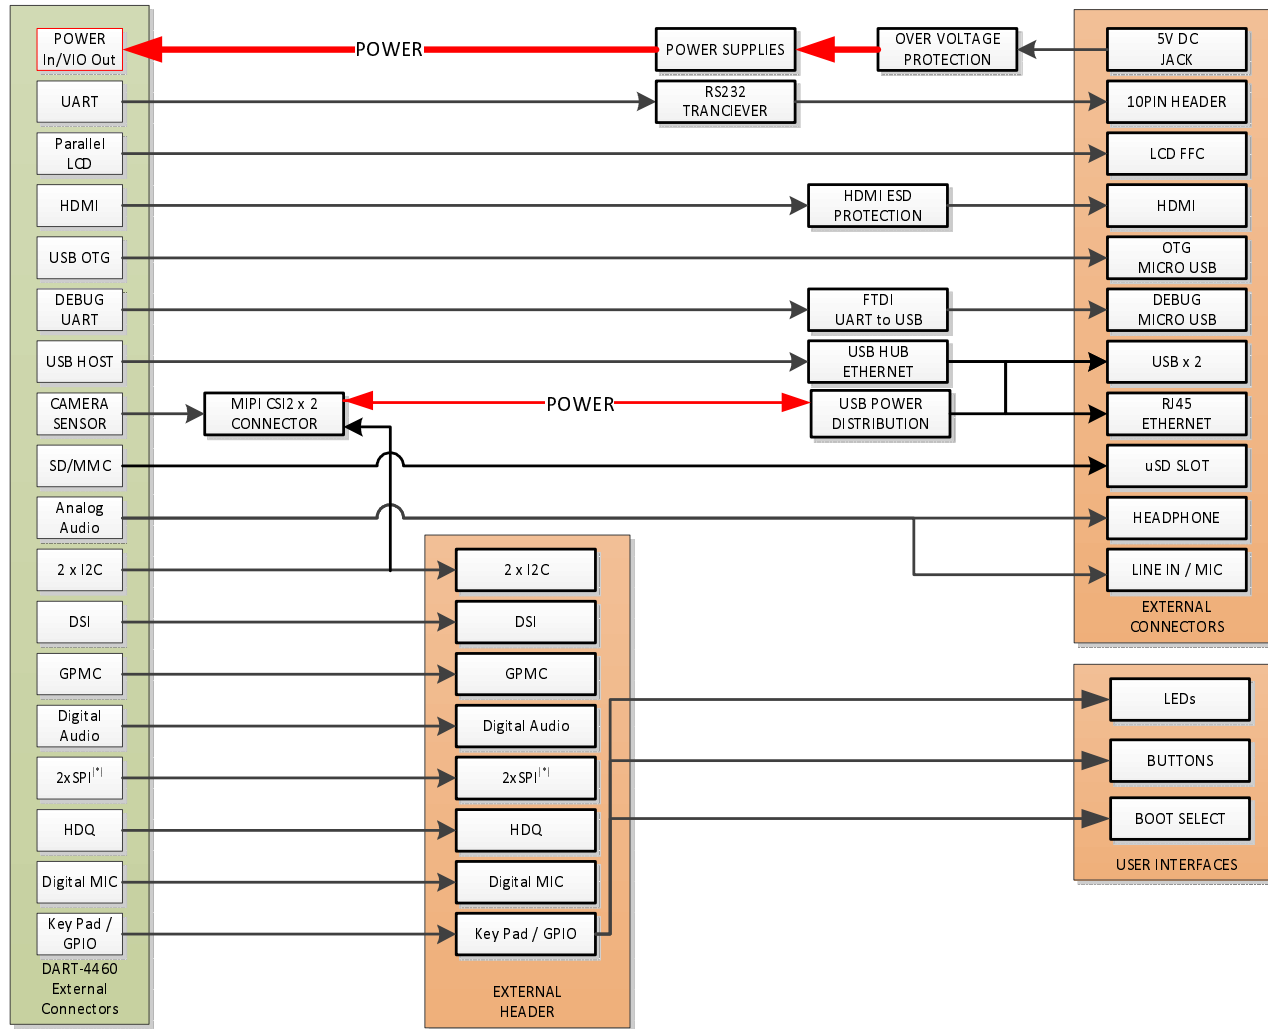 POWER
In/VIO Out
POWER
POWER SUPPLIES
OVER VOLTAGE
PROTECTION
5V DC
JACK
UART
RS232
TRANCIEVER
10PIN HEADER
Parallel
LCD
LCD FFC
HDMI
HDMI ESD
PROTECTION
HDMI
USB OTG
OTG
MICRO USB
DEBUG
UART
FTDI
UART to USB
DEBUG
MICRO USB
USB HOST
USB HUB
ETHERNET
USB x 2
CAMERA
SENSOR
MIPI CSI2 x 2
CONNECTOR
POWER
USB POWER
DISTRIBUTION
RJ45
ETHERNET
SD/MMC
uSD SLOT
Analog
Audio
HEADPHONE
2 x I2C
2 x I2C
LINE IN / MIC
EXTERNAL
CONNECTORS
DSI
DSI
GPMC
GPMC
LEDs
Digital
Audio
Digital Audio
BUTTONS
2xSPI(*)
2xSPI(*)
BOOT SELECT
HDQ
HDQ
USER INTERFACES
Digital MIC
Digital MIC
Key Pad /
GPIO
Key Pad / GPIO
DART-4460
External
Connectors
EXTERNAL
HEADER